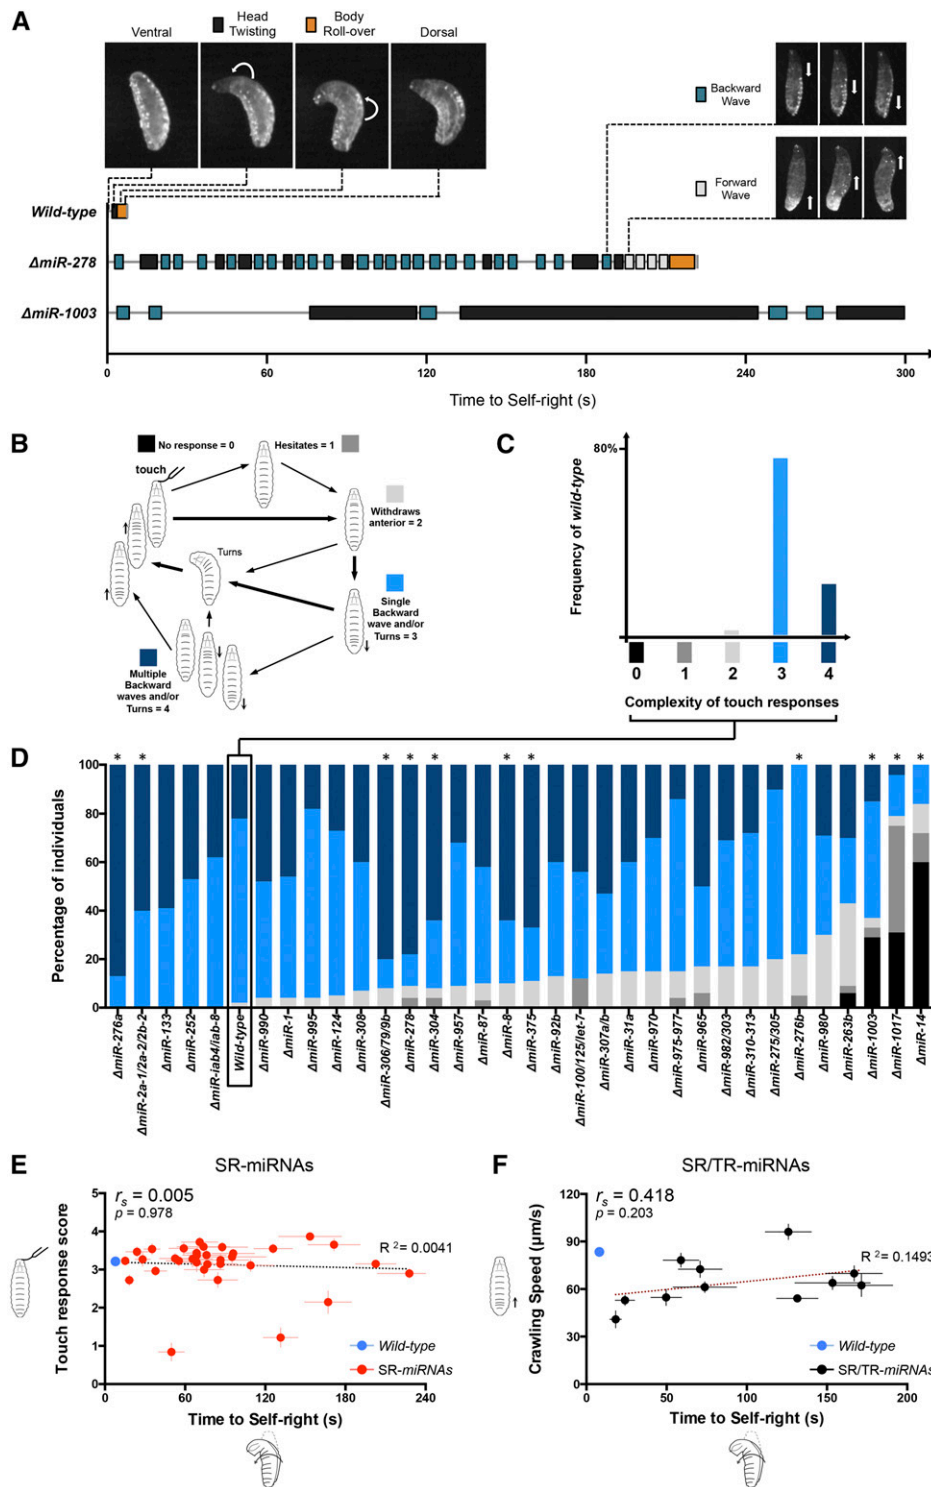 A
Ventral
Head
Twisting
Body
Roll-over
Dorsal
Backward
Wave
Forward
Wave
Wild-type
ΔmiR-278
ΔmiR-1003
0
60
120
180
240
300
Time to Self-right (s)
B
No response = 0
Hesitates = 1
touch
Withdraws
anterior = 2
Turns
Single
Backward
wave and/or
Turns = 3
Multiple
Backward
waves and/or
Turns = 4
C
80%
Frequency of wild-type
0
1
2
3
4
Complexity of touch responses
D
* * * * * * * * * * *
100
80
60
40
20
0
Percentage of individuals
ΔmiR-276a
ΔmiR-2a-1/2a-2/2b-2
ΔmiR-133
ΔmiR-252
ΔmiR-iab4/iab-8
Wild-type
ΔmiR-990
ΔmiR-1
ΔmiR-995
ΔmiR-124
ΔmiR-308
ΔmiR-306/79/9b
ΔmiR-278
ΔmiR-304
ΔmiR-957
ΔmiR-87
ΔmiR-8
ΔmiR-375
ΔmiR-92b
ΔmiR-100/125/let-7
ΔmiR-307a/b
ΔmiR-31a
ΔmiR-970
ΔmiR-975-977
ΔmiR-965
ΔmiR-982/303
ΔmiR-310-313
ΔmiR-275/305
ΔmiR-276b
ΔmiR-980
ΔmiR-263b
ΔmiR-1003
ΔmiR-1017
ΔmiR-14
E
SR-miRNAs
rs = 0.005
p = 0.978
R²= 0.0041
5
4
3
2
1
0
Touch response score
Wild-type
SR-miRNAs
0
60
120
180
240
Time to Self-right (s)
F
SR/TR-miRNAs
rs = 0.418
p = 0.203
R²= 0.1493
120
90
60
30
0
Crawling Speed (μm/s)
Wild-type
SR/TR-miRNAs
0
50
100
150
200
Time to Self-right (s)